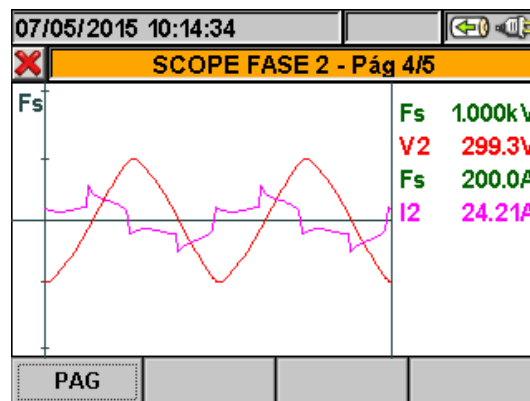 07/05/2015 10:14:34
SCOPE FASE 2 - Pág 4/5
Fs
Fs 1.000kV
V2 299.3V
Fs 200.0A
I2 24.21A
PAG